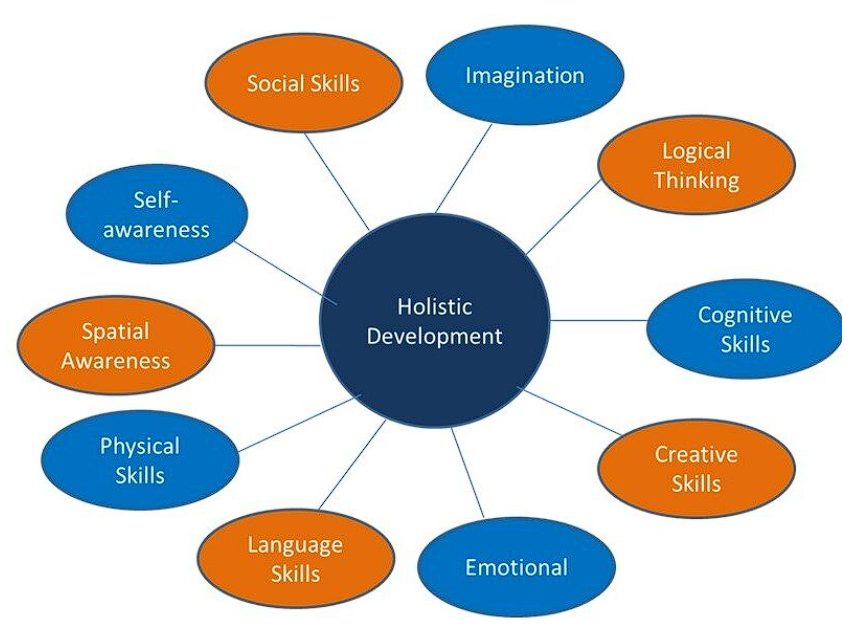 Social Skills
Imagination
Logical
Thinking
Self-
awareness
Holistic
Development
Cognitive
Skills
Spatial
Awareness
Physical
Skills
Creative
Skills
Language
Skills
Emotional